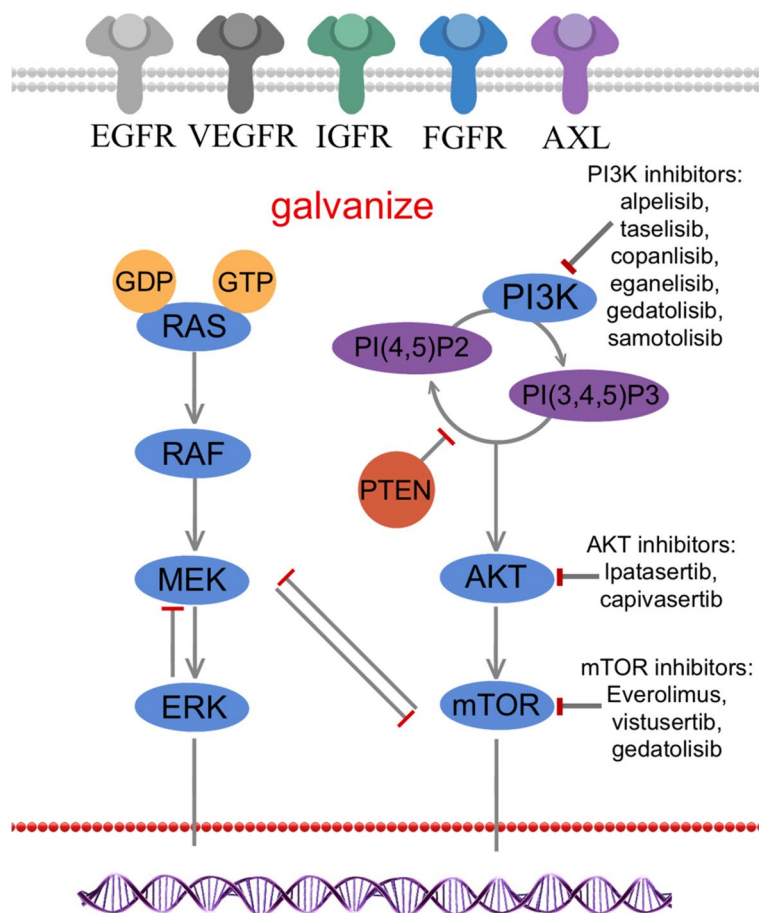 EGFR VEGFR IGFR FGFR AXL
galvanize
PI3K inhibitors:
alpelisib,
taselisib,
copanlisib,
eganelisib,
gedatolisib,
samotolisib
GDP GTP
RAS
PI3K
PI(4,5)P2
PI(3,4,5)P3
RAF
PTEN
MEK
AKT
AKT inhibitors:
Ipatasertib,
capivasertib
ERK
mTOR
mTOR inhibitors:
Everolimus,
vistusertib,
gedatolisib